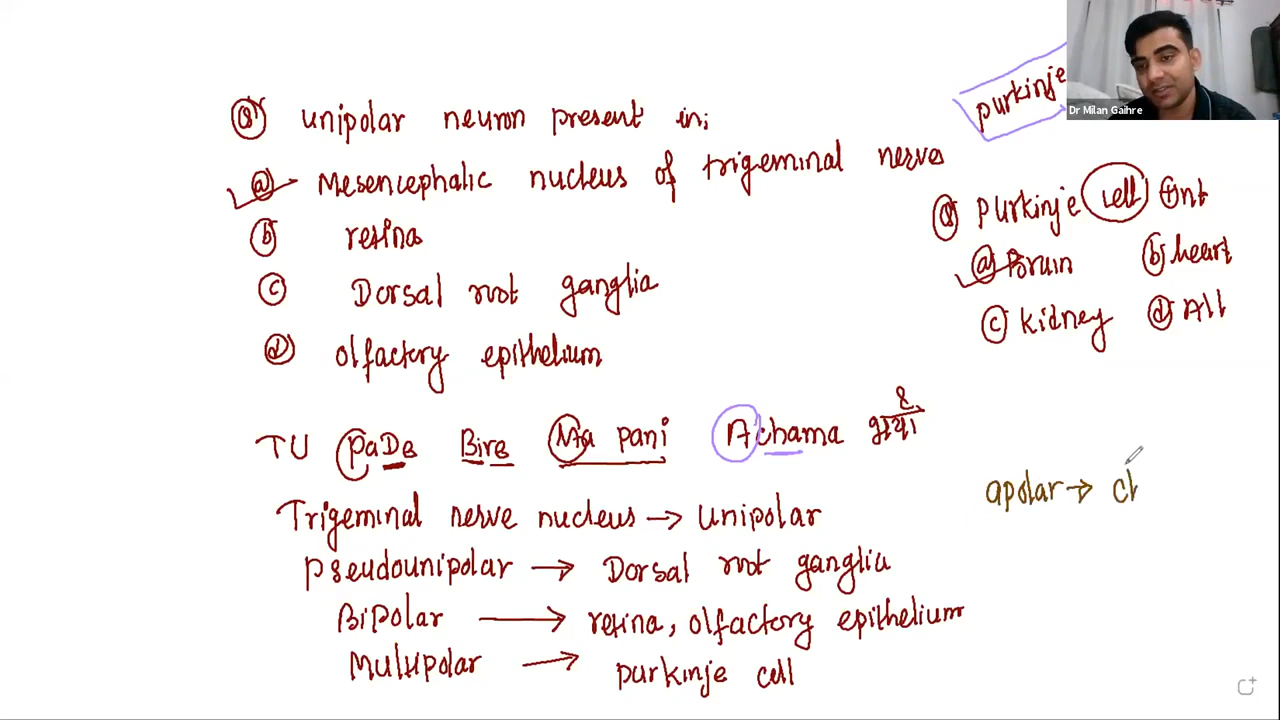 Q unipolar neuron present in;
a Mesencephalic nucleus of trigeminal nerve
b retina
c Dorsal root ganglia
d olfactory epithelium
TU PaDe Bire Ma pani Achama
Trigeminal nerve nucleus → unipolar
Pseudounipolar → Dorsal root ganglia
Bipolar → retina, olfactory epithelium
Multipolar → purkinje cell
purkinje
Dr Milan Gaihre
Q Purkinje cell
a Brain b heart
c kidney d All
apolar → ch